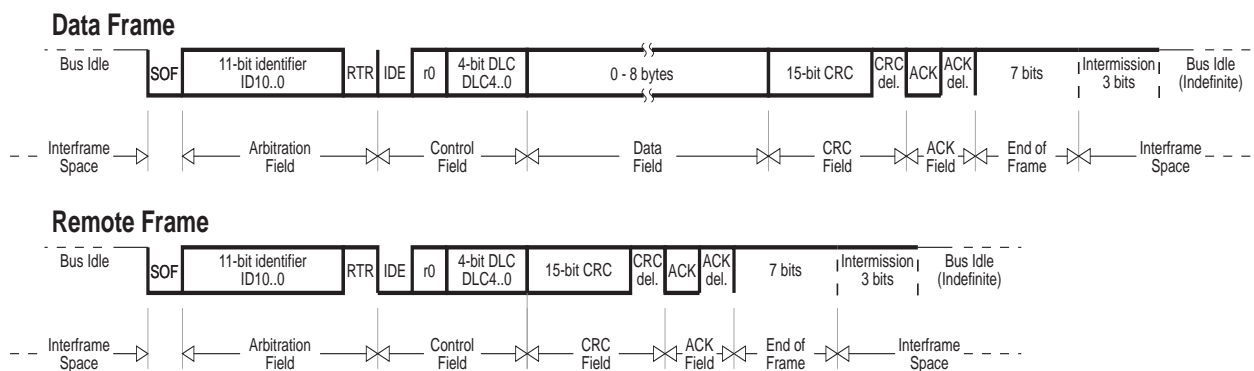 Data Frame
Bus Idle
SOF
11-bit identifier
ID10..0
RTR
IDE
r0
4-bit DLC
DLC4..0
0 - 8 bytes
15-bit CRC
CRC
del.
ACK
ACK
del.
7 bits
Intermission
3 bits
Bus Idle
(Indefinite)
Interframe
Space
Arbitration
Field
Control
Field
Data
Field
CRC
Field
ACK
Field
End of
Frame
Interframe
Space
Remote Frame
Bus Idle
SOF
11-bit identifier
ID10..0
RTR
IDE
r0
4-bit DLC
DLC4..0
15-bit CRC
CRC
del.
ACK
ACK
del.
7 bits
Intermission
3 bits
Bus Idle
(Indefinite)
Interframe
Space
Arbitration
Field
Control
Field
CRC
Field
ACK
Field
End of
Frame
Interframe
Space